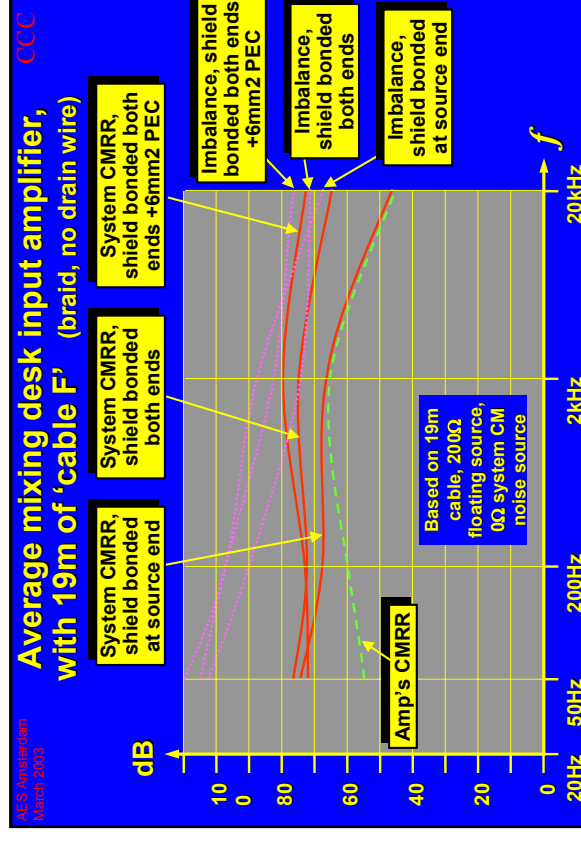 AES Amsterdam
March 2003
CCC
Average mixing desk input amplifier,
with 19m of ‘cable F’ (braid, no drain wire)
System CMRR,
shield bonded
at source end
System CMRR,
shield bonded
both ends
System CMRR,
shield bonded both
ends +6mm2 PEC
Imbalance, shield
bonded both ends
+6mm2 PEC
Imbalance,
shield bonded
both ends
Imbalance,
shield bonded
at source end
dB
10
0
80
60
40
20
0
Amp's CMRR
Based on 19m
cable, 200Ω
floating source,
0Ω system CM
noise source
20Hz
50Hz
200Hz
2kHz
20kHz
f